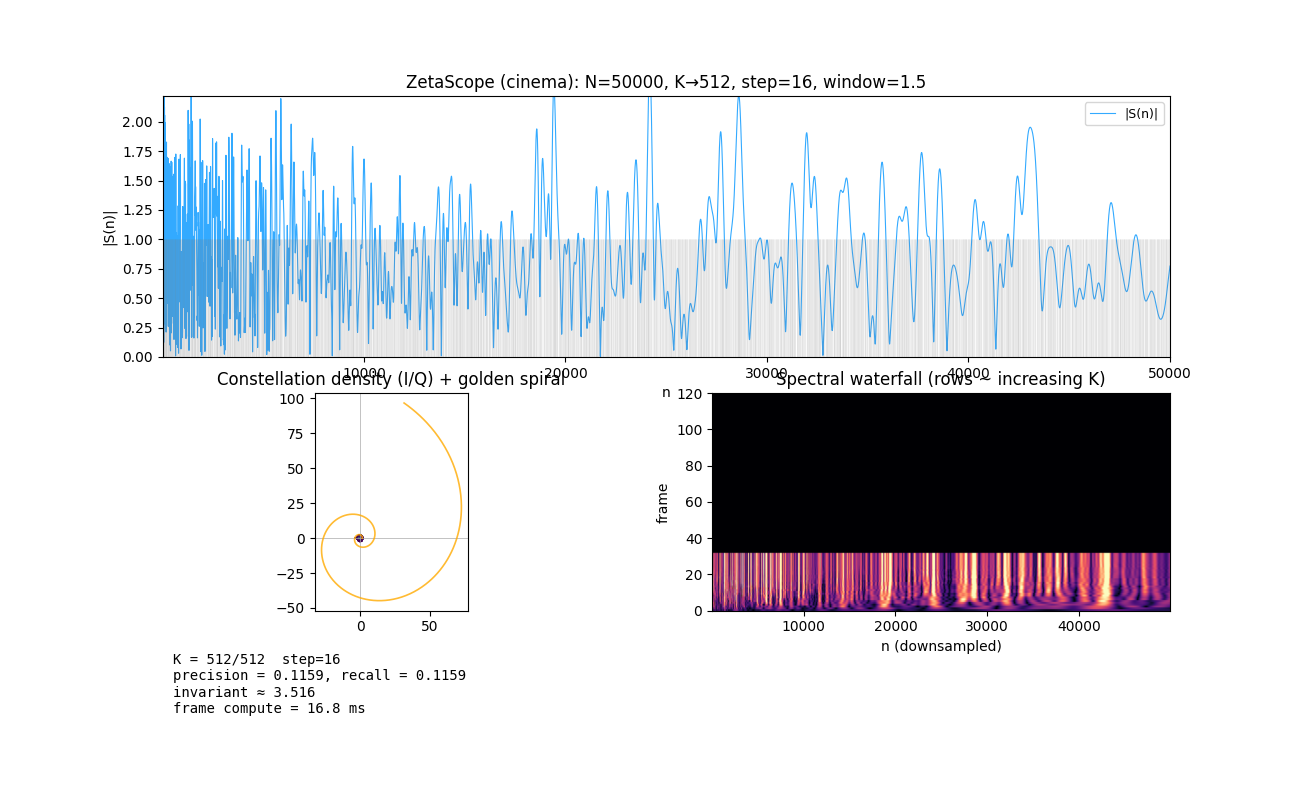 ZetaScope (cinema): N=50000, K→512, step=16, window=1.5
|S(n)|
2.00
1.75
1.50
1.25
1.00
0.75
0.50
0.25
0.00
|S(n)|
10000
20000
30000
40000
50000
n
Constellation density (I/Q) + golden spiral
100
75
50
25
0
−25
−50
0
50
Spectral waterfall (rows ~ increasing K)
120
100
80
60
40
20
0
frame
10000
20000
30000
40000
n (downsampled)
K = 512/512  step=16
precision = 0.1159, recall = 0.1159
invariant ≈ 3.516
frame compute = 16.8 ms